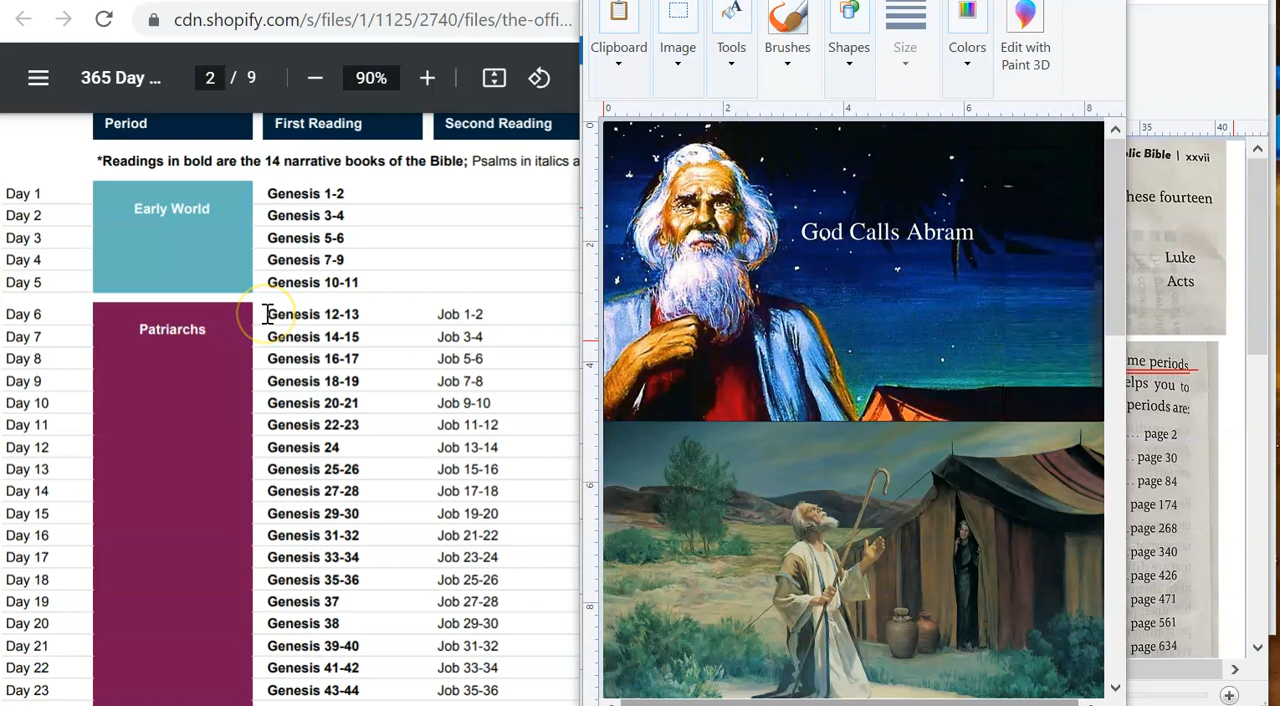 cdn.shopify.com/s/files/1/1125/2740/files/the-offi...
365 Day ...
2 / 9
90%
Period First Reading Second Reading
*Readings in bold are the 14 narrative books of the Bible; Psalms in italics a
Day 1 Early World Genesis 1-2
Day 2 Genesis 3-4
Day 3 Genesis 5-6
Day 4 Genesis 7-9
Day 5 Genesis 10-11
Day 6 Patriarchs Genesis 12-13 Job 1-2
Day 7 Genesis 14-15 Job 3-4
Day 8 Genesis 16-17 Job 5-6
Day 9 Genesis 18-19 Job 7-8
Day 10 Genesis 20-21 Job 9-10
Day 11 Genesis 22-23 Job 11-12
Day 12 Genesis 24 Job 13-14
Day 13 Genesis 25-26 Job 15-16
Day 14 Genesis 27-28 Job 17-18
Day 15 Genesis 29-30 Job 19-20
Day 16 Genesis 31-32 Job 21-22
Day 17 Genesis 33-34 Job 23-24
Day 18 Genesis 35-36 Job 25-26
Day 19 Genesis 37 Job 27-28
Day 20 Genesis 38 Job 29-30
Day 21 Genesis 39-40 Job 31-32
Day 22 Genesis 41-42 Job 33-34
Day 23 Genesis 43-44 Job 35-36
Clipboard Image Tools Brushes Shapes Size Colors Edit with
Paint 3D
0 2 4 6 8
0
2
4
6
8
God Calls Abram
35 40
lic Bible | xxvii
hese fourteen
Luke
Acts
me periods
elps you to
periods are:
.. page 2
.. page 30
.. page 84
page 174
page 268
page 340
page 426
page 471
page 561
page 634